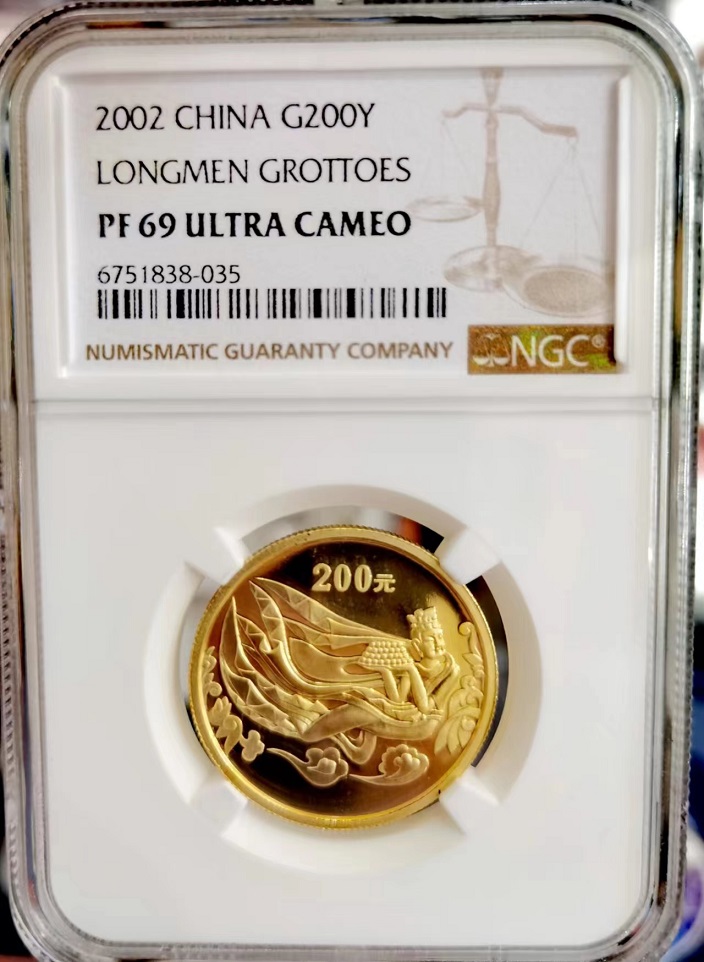 2002 CHINA G200Y
LONGMEN GROTTOES
PF 69 ULTRA CAMEO
6751838-035
NUMISMATIC GUARANTY COMPANY
NGC®
200元